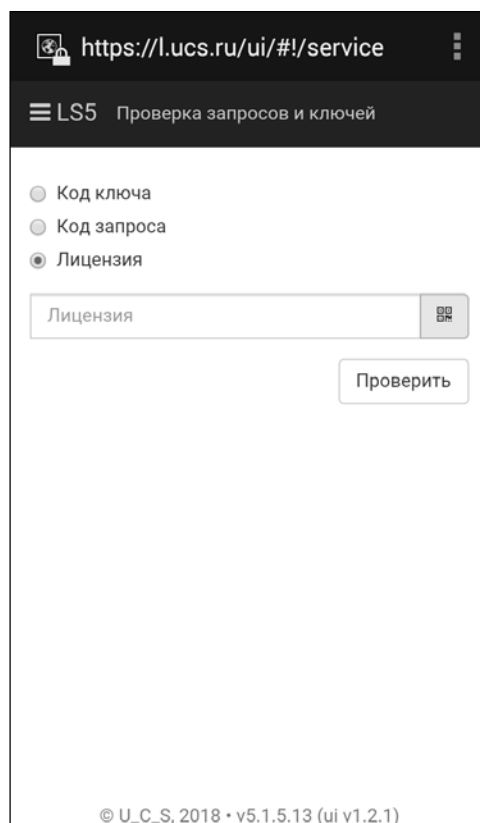 https://l.ucs.ru/ui/#!/service
LS5 Проверка запросов и ключей
Код ключа
Код запроса
Лицензия
Лицензия
Проверить
© U_C_S, 2018 • v5.1.5.13 (ui v1.2.1)